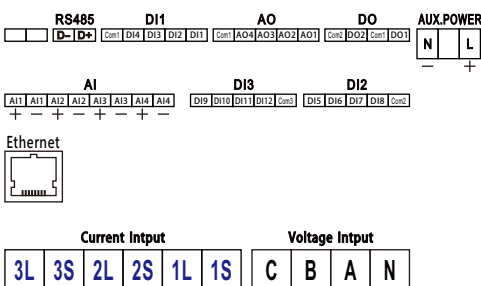 RS485 DI1 AO DO AUX.POWER
D- D+ Com1 DI4 DI3 DI2 DI1 Com1 AO4 AO3 AO2 AO1 Com2 DO2 Com1 DO1 N L
− +
AI DI3 DI2
AI1 AI1 AI2 AI2 AI3 AI3 AI4 AI4 DI9 DI10 DI11 DI12 Com3 DI5 DI6 DI7 DI8 Com2
+ − + − + − + −
Ethernet
Current Intput Voltage Intput
3L 3S 2L 2S 1L 1S C B A N